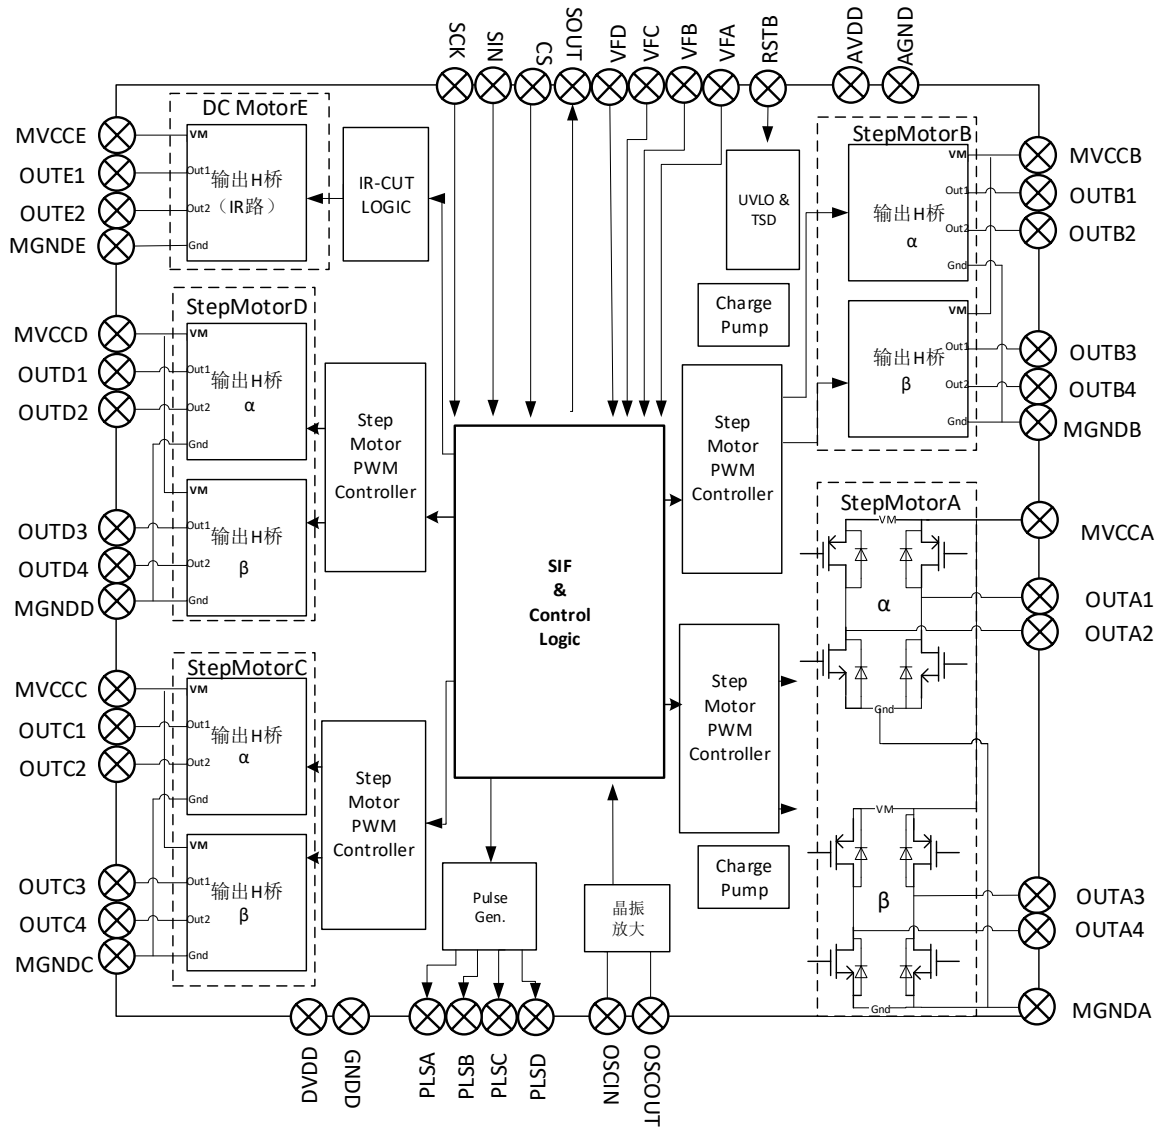 SCK
SIN
CS
SOUT
VFD
VFC
VFB
VFA
RSTB
AVDD
AGND
MVCCE
OUTE1
OUTE2
MGNDE
DC MotorE
VM
Out1
Out2
Gnd
输出H桥
（IR路）
IR-CUT
LOGIC
MVCCD
OUTD1
OUTD2
OUTD3
OUTD4
MGNDD
StepMotorD
VM
Out1
Out2
Gnd
输出H桥
α
VM
Out1
Out2
Gnd
输出H桥
β
Step
Motor
PWM
Controller
MVCCC
OUTC1
OUTC2
OUTC3
OUTC4
MGNDC
StepMotorC
VM
Out1
Out2
Gnd
输出H桥
α
VM
Out1
Out2
Gnd
输出H桥
β
Step
Motor
PWM
Controller
SIF
&
Control
Logic
UVLO &
TSD
Charge
Pump
Step
Motor
PWM
Controller
StepMotorB
VM
Out1
Out2
Gnd
输出H桥
α
VM
Out1
Out2
Gnd
输出H桥
β
MVCCB
OUTB1
OUTB2
OUTB3
OUTB4
MGNDB
Step
Motor
PWM
Controller
Charge
Pump
StepMotorA
VM
α
Gnd
VM
β
Gnd
MVCCA
OUTA1
OUTA2
OUTA3
OUTA4
MGNDA
Pulse
Gen.
晶振
放大
DVDD
GNDD
PLSA
PLSB
PLSC
PLSD
OSCIN
OSCOUT